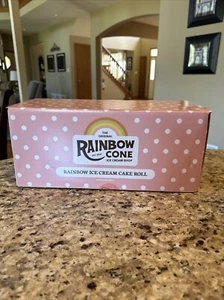 THE
ORIGINAL
RAINBOW
CONE
ICE CREAM SHOP
RAINBOW ICE CREAM CAKE ROLL